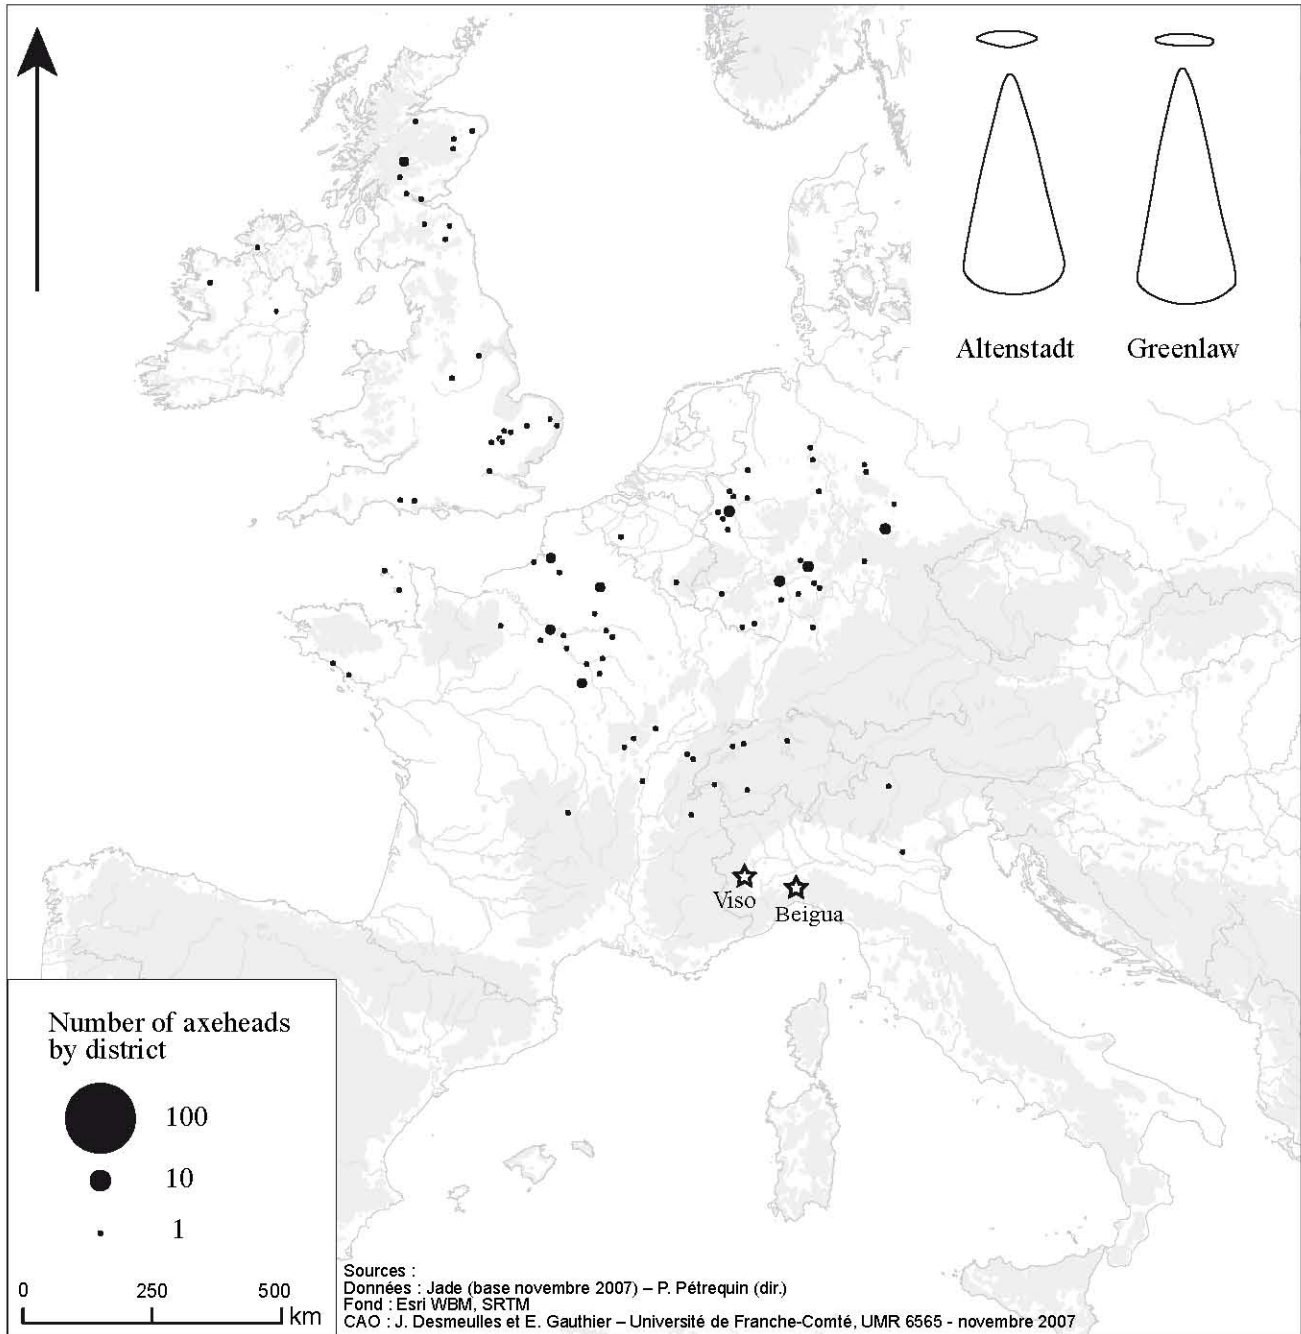 Altenstadt Greenlaw
Viso
Beigua
Number of axeheads
by district
100
10
1
0 250 500
km
Sources :
Données : Jade (base novembre 2007) – P. Pétrequin (dir.)
Fond : Esri WBM, SRTM
CAO : J. Desmeulles et E. Gauthier – Université de Franche-Comté, UMR 6565 - novembre 2007